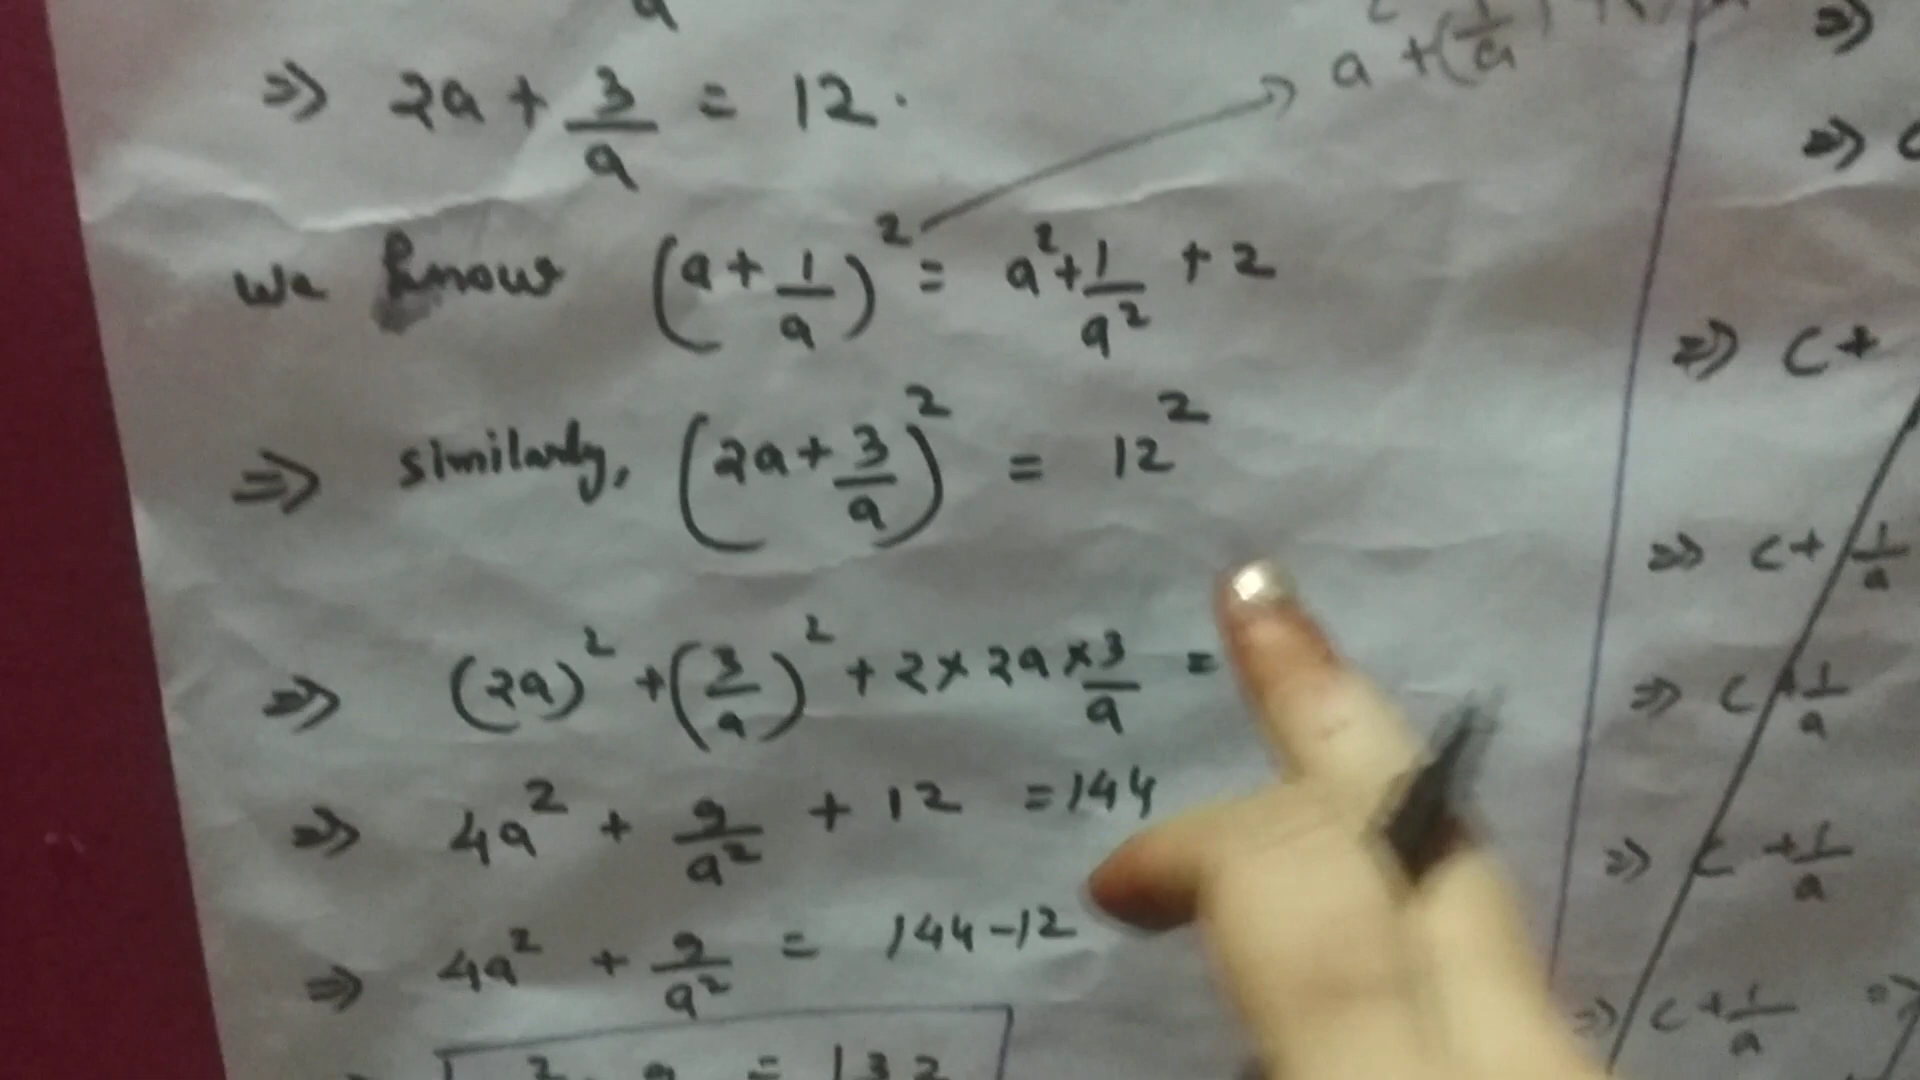 a
⇒ 2a + 3/a = 12.
a + (1/a
we know (a + 1/a)² = a² + 1/a² + 2
⇒ similarly, (2a + 3/a)² = 12²
⇒ (2a)² + (3/a)² + 2 × 2a × 3/a =
⇒ 4a² + 9/a² + 12 = 144
⇒ 4a² + 9/a² = 144-12
= 132
⇒
⇒ C
⇒ C +
⇒ C + 1/a
⇒ C + 1/a
⇒ C + 1/a
⇒ C + 1/a ⇒